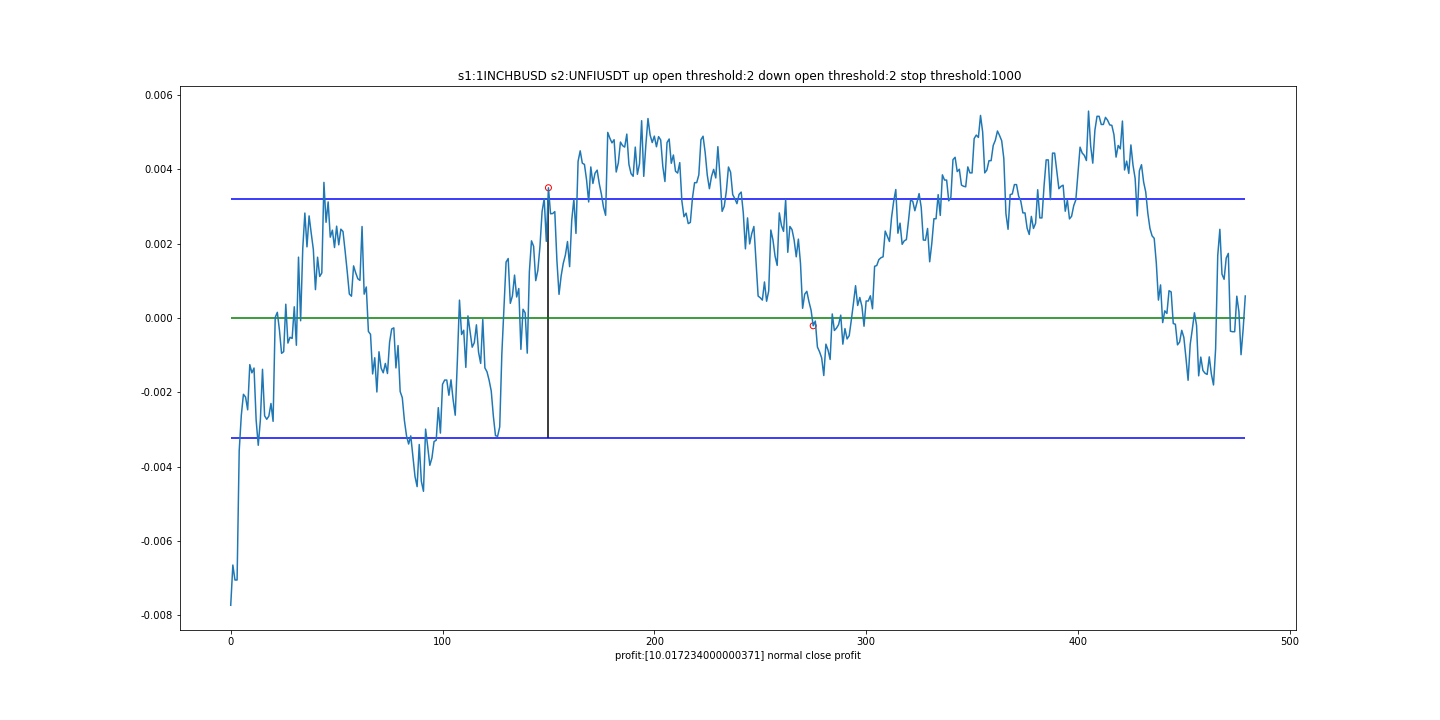 s1:1INCHBUSD s2:UNFIUSDT up open threshold:2 down open threshold:2 stop threshold:1000
0.006
0.004
0.002
0.000
-0.002
-0.004
-0.006
-0.008
0 100 200 300 400 500
profit:[10.017234000000371] normal close profit